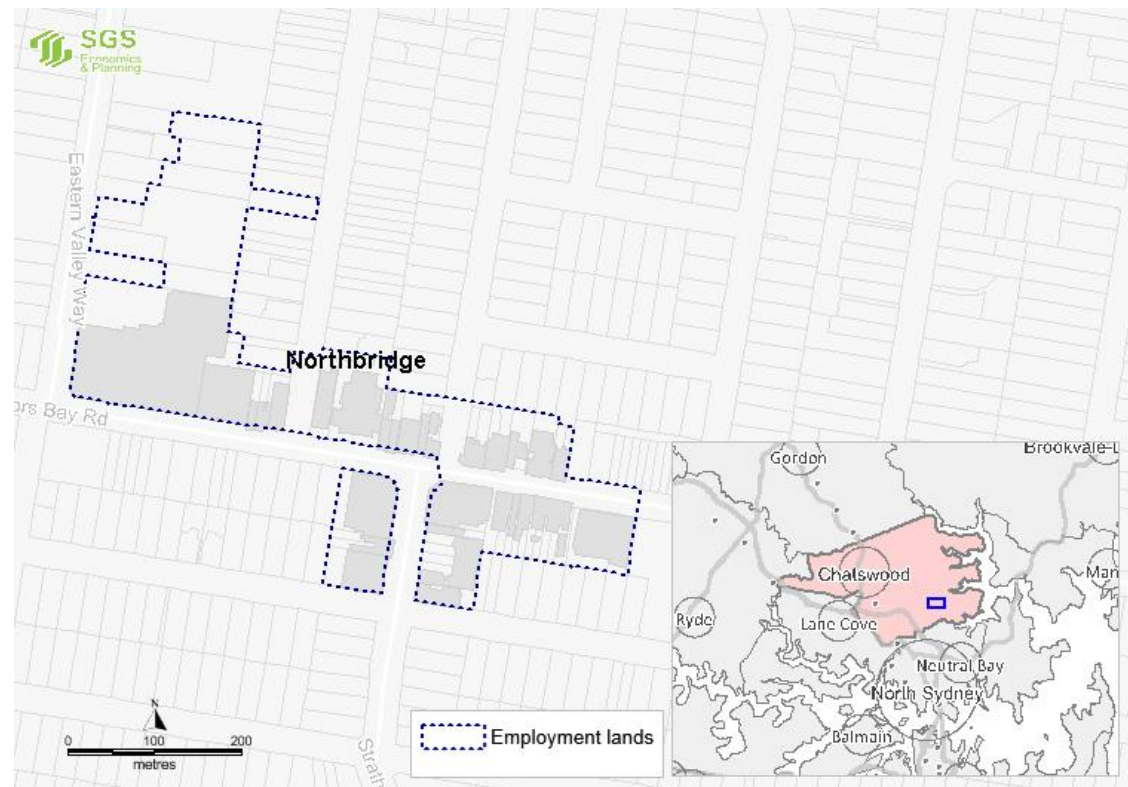 SGS
Economics
& Planning
Eastern Valley Way
Northbridge
ors Bay Rd
Strath
N
0 100 200
metres
Employment lands
Gordon
Brookvale-
Chatswood
Man
Ryde
Lane Cove
Neutral Bay
North Sydney
Balmain